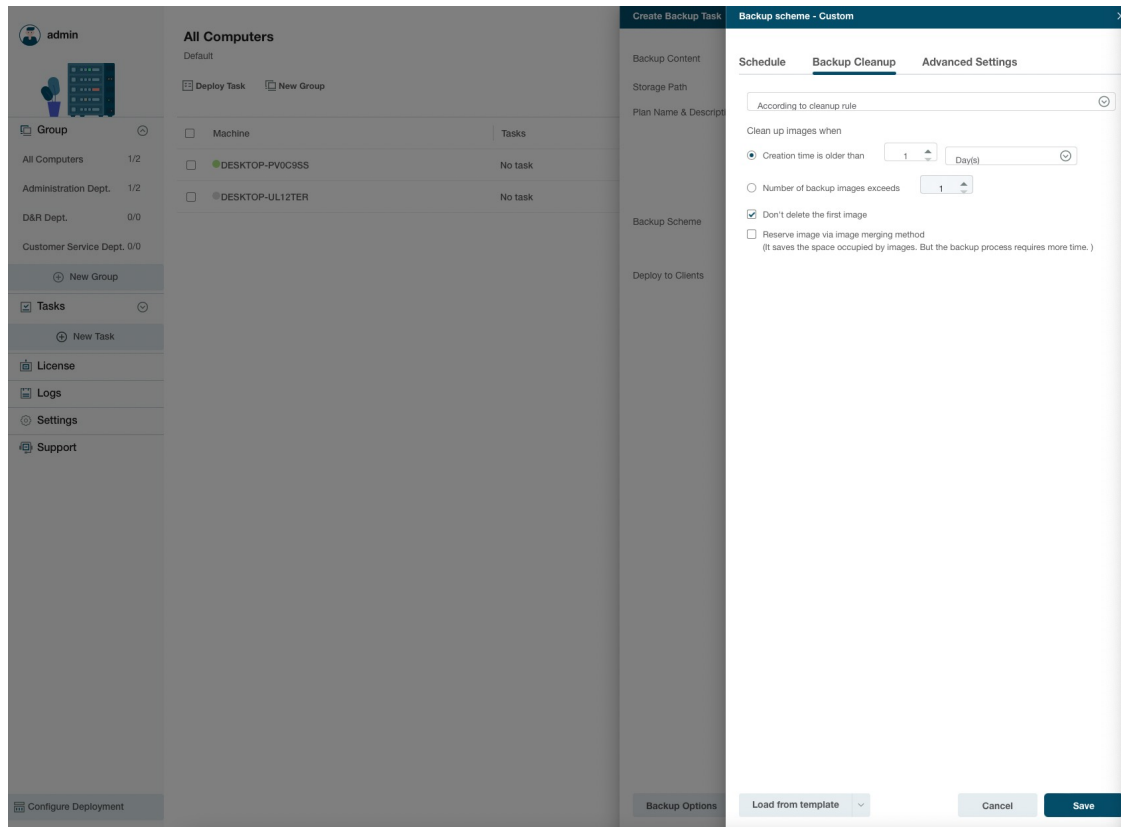 admin
Group
All Computers 1/2
Administration Dept. 1/2
D&R Dept. 0/0
Customer Service Dept. 0/0
New Group
Tasks
New Task
License
Logs
Settings
Support
Configure Deployment
All Computers
Default
Deploy Task New Group
Machine Tasks
DESKTOP-PV0C9SS No task
DESKTOP-UL12TER No task
Create Backup Task
Backup Content
Storage Path
Plan Name & Descripti
Backup Scheme
Deploy to Clients
Backup Options
Backup scheme - Custom
Schedule Backup Cleanup Advanced Settings
According to cleanup rule
Clean up images when
Creation time is older than 1 Day(s)
Number of backup images exceeds 1
Don't delete the first image
Reserve image via image merging method
(It saves the space occupied by images. But the backup process requires more time. )
Load from template Cancel Save